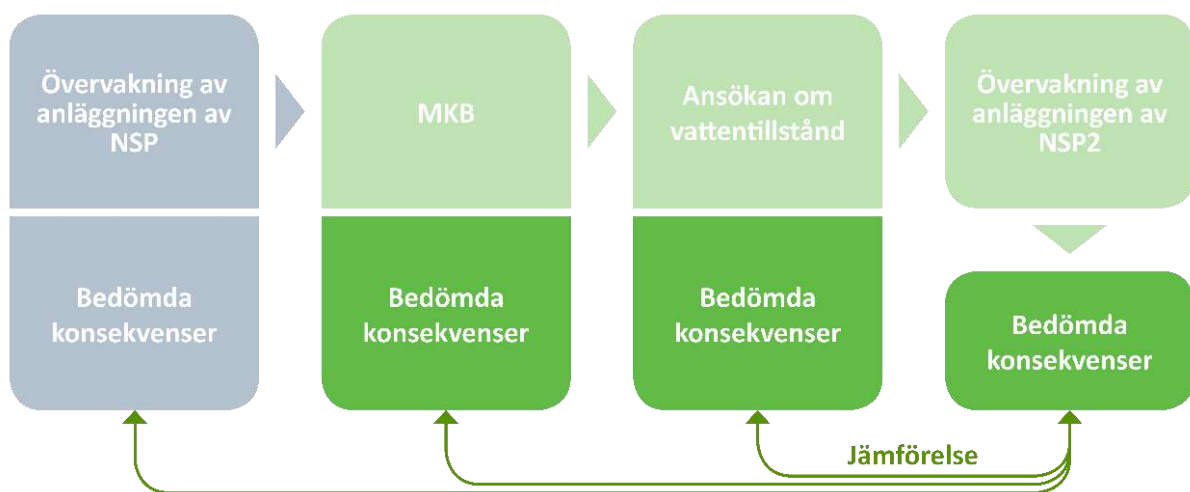 Övervakning av
anläggningen av
NSP
MKB
Ansökan om
vattentillstånd
Övervakning av
anläggningen av
NSP2
Bedömda
konsekvenser
Bedömda
konsekvenser
Bedömda
konsekvenser
Bedömda
konsekvenser
Jämförelse